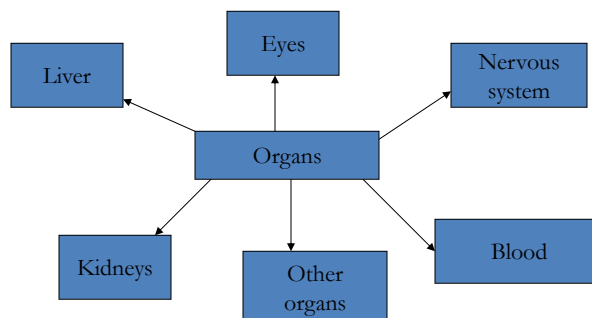 Eyes
Liver
Nervous
system
Organs
Kidneys
Other
organs
Blood